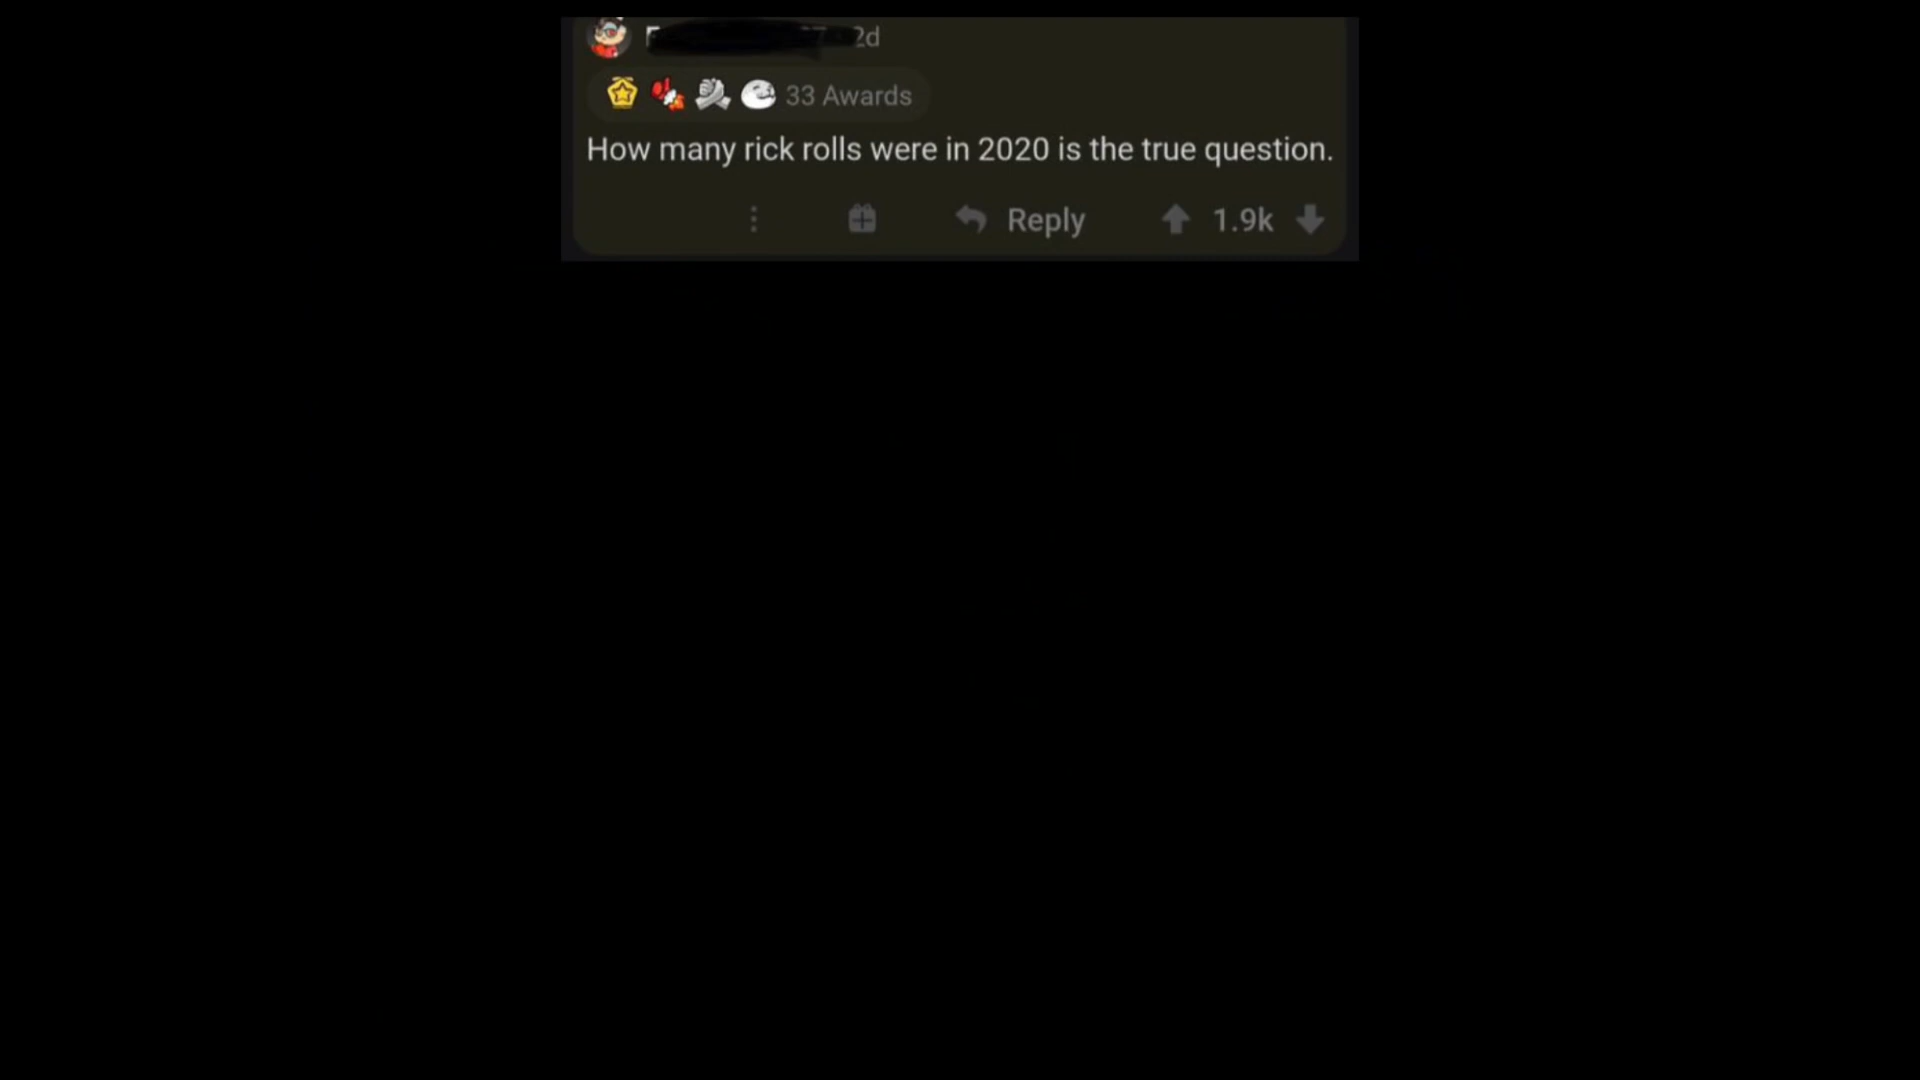 2d
33 Awards
How many rick rolls were in 2020 is the true question.
Reply 1.9k